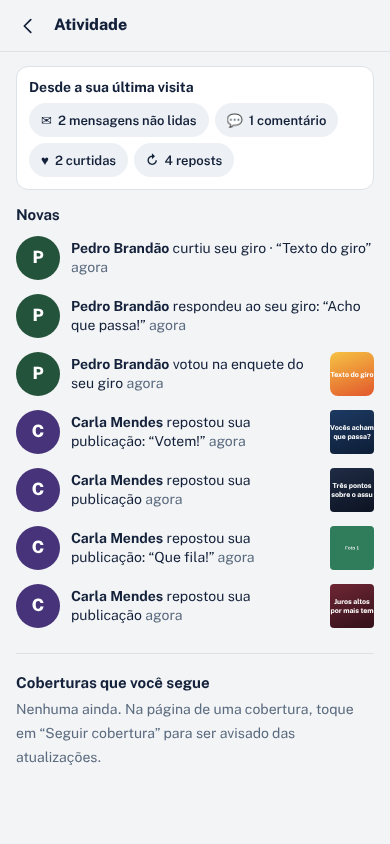 Atividade
Desde a sua última visita
✉ 2 mensagens não lidas
💬 1 comentário
♥ 2 curtidas
↻ 4 reposts
Novas
P
Pedro Brandão curtiu seu giro · “Texto do giro”
agora
P
Pedro Brandão respondeu ao seu giro: “Acho
que passa!” agora
P
Pedro Brandão votou na enquete do
seu giro agora
Texto do giro
C
Carla Mendes repostou sua
publicação: “Votem!” agora
Vocês acham
que passa?
C
Carla Mendes repostou sua
publicação agora
Três pontos
sobre o assu
C
Carla Mendes repostou sua
publicação: “Que fila!” agora
Foto 1
C
Carla Mendes repostou sua
publicação agora
Juros altos
por mais tem
Coberturas que você segue
Nenhuma ainda. Na página de uma cobertura, toque
em “Seguir cobertura” para ser avisado das
atualizações.